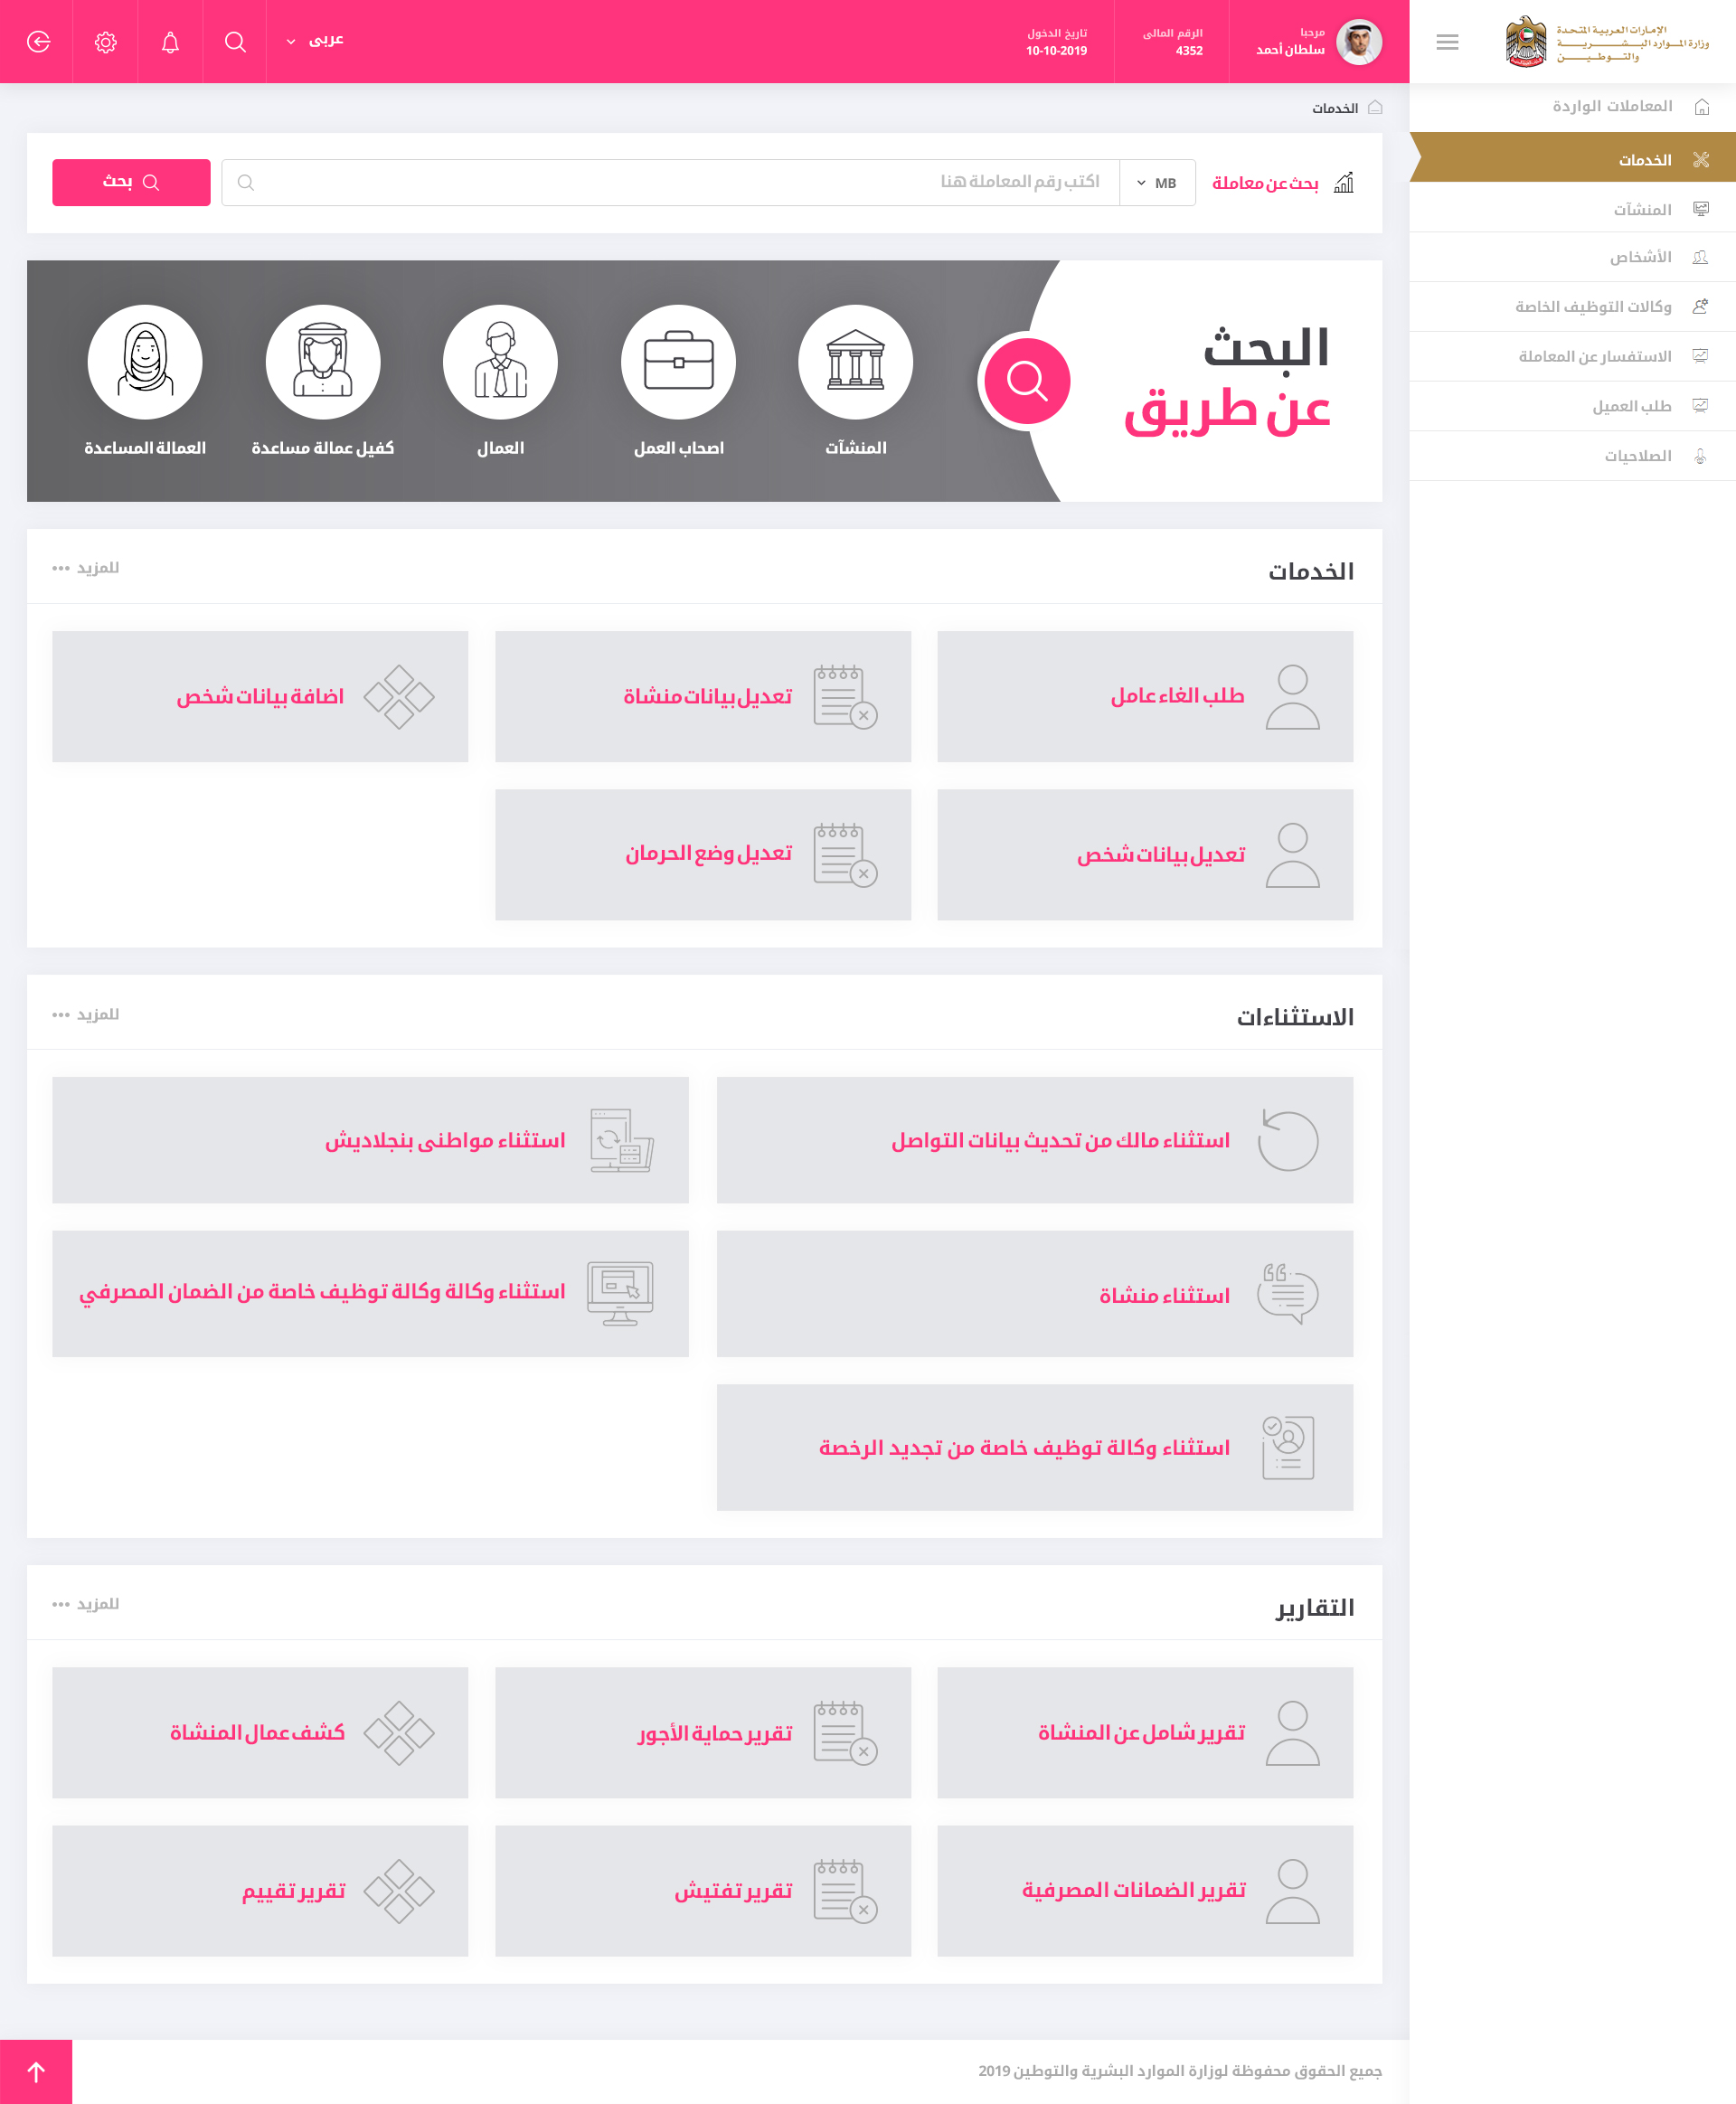 الإمارات العربية المتحدة
وزارة الموارد البشرية
والتوطين
مرحبا
سلطان أحمد
الرقم المالى
4352
تاريخ الدخول
10-10-2019
عربى
المعاملات الواردة
الخدمات
المنشآت
الأشخاص
وكالات التوظيف الخاصة
الاستفسار عن المعاملة
طلب العميل
الصلاحيات
الخدمات
بحث عن معاملة
MB
اكتب رقم المعاملة هنا
بحث
البحث
عن طريق
المنشآت
اصحاب العمل
العمال
كفيل عمالة مساعدة
العمالة المساعدة
الخدمات
للمزيد
طلب الغاء عامل
تعديل بيانات منشاة
اضافة بيانات شخص
تعديل بيانات شخص
تعديل وضع الحرمان
الاستثناءات
للمزيد
استثناء مالك من تحديث بيانات التواصل
استثناء مواطنى بنجلاديش
استثناء منشاة
استثناء وكالة وكالة توظيف خاصة من الضمان المصرفي
استثناء وكالة توظيف خاصة من تجديد الرخصة
التقارير
للمزيد
تقرير شامل عن المنشاة
تقرير حماية الأجور
كشف عمال المنشاة
تقرير الضمانات المصرفية
تقرير تفتيش
تقرير تقييم
جميع الحقوق محفوظة لوزارة الموارد البشرية والتوطين 2019